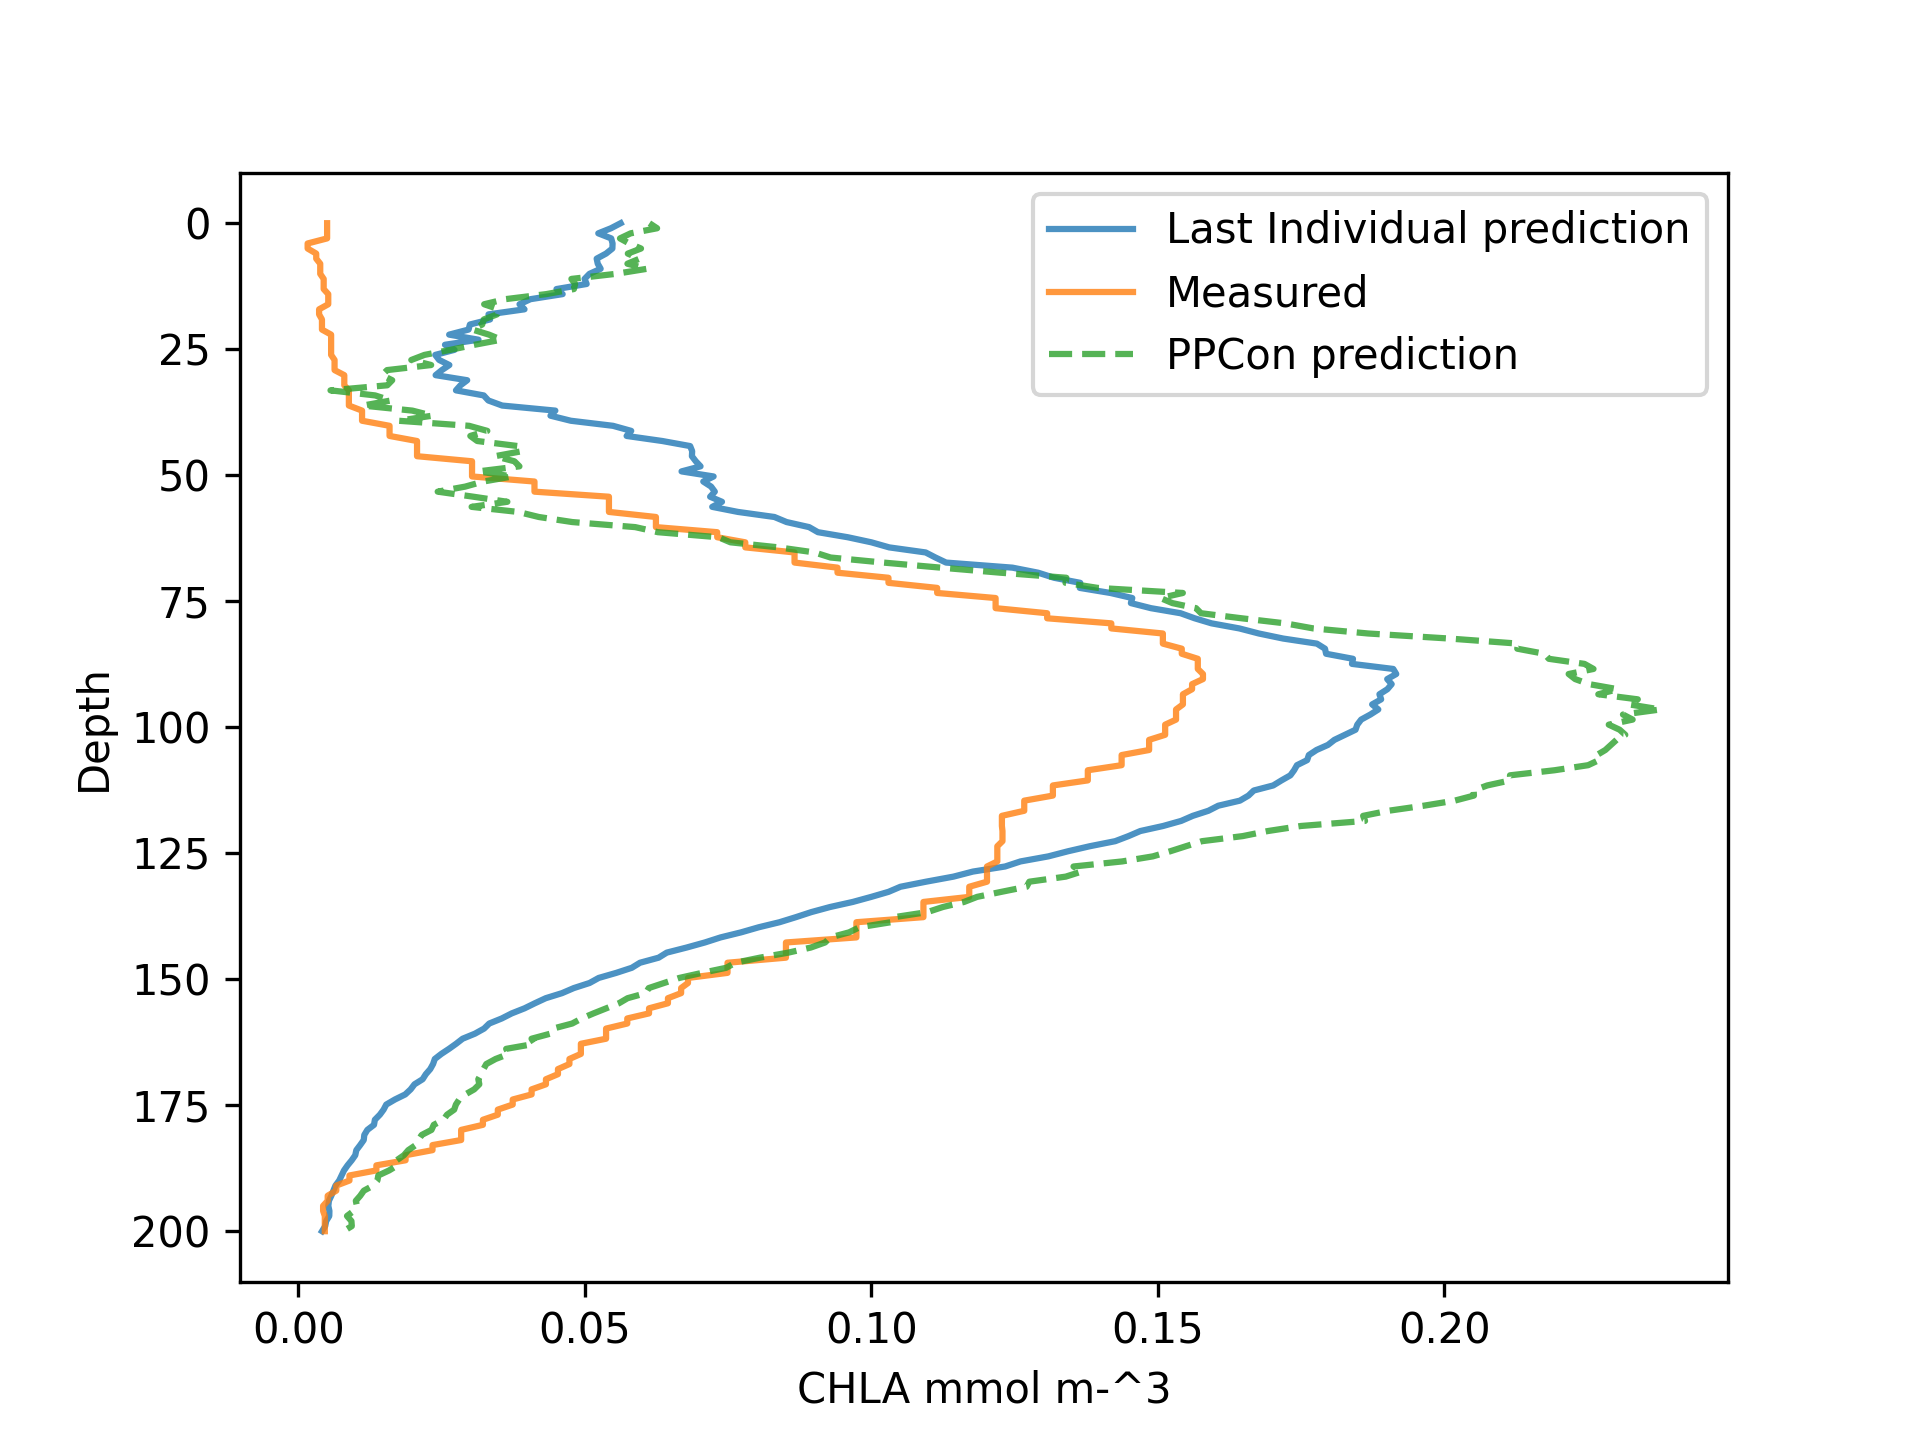 Last Individual prediction
Measured
PPCon prediction
0
25
50
75
100
125
150
175
200
Depth
0.00 0.05 0.10 0.15 0.20
CHLA mmol m-^3